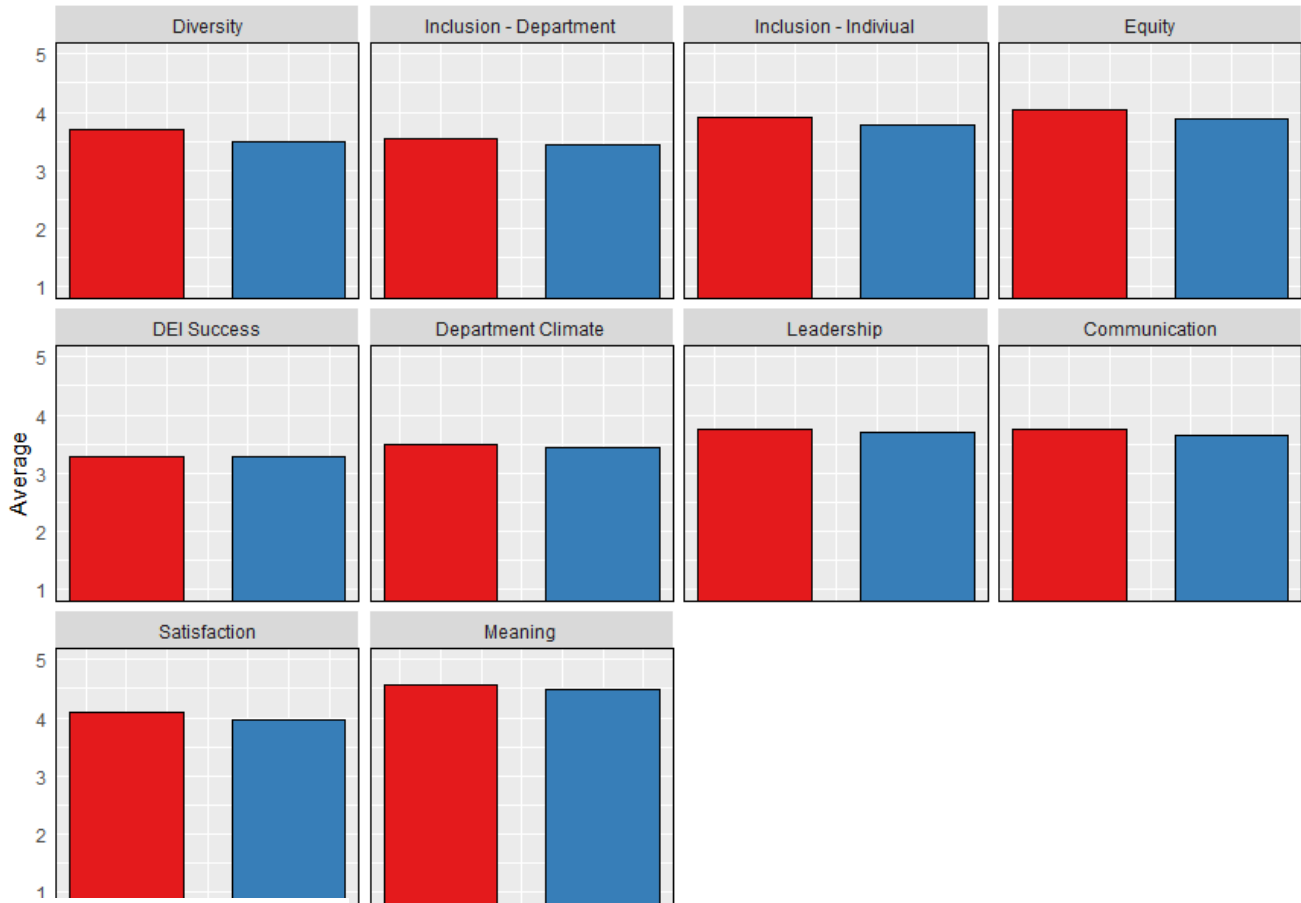 Diversity
Inclusion - Department
Inclusion - Indiviual
Equity
5
4
3
2
1
DEI Success
Department Climate
Leadership
Communication
5
4
3
2
1
Average
Satisfaction
Meaning
5
4
3
2
1